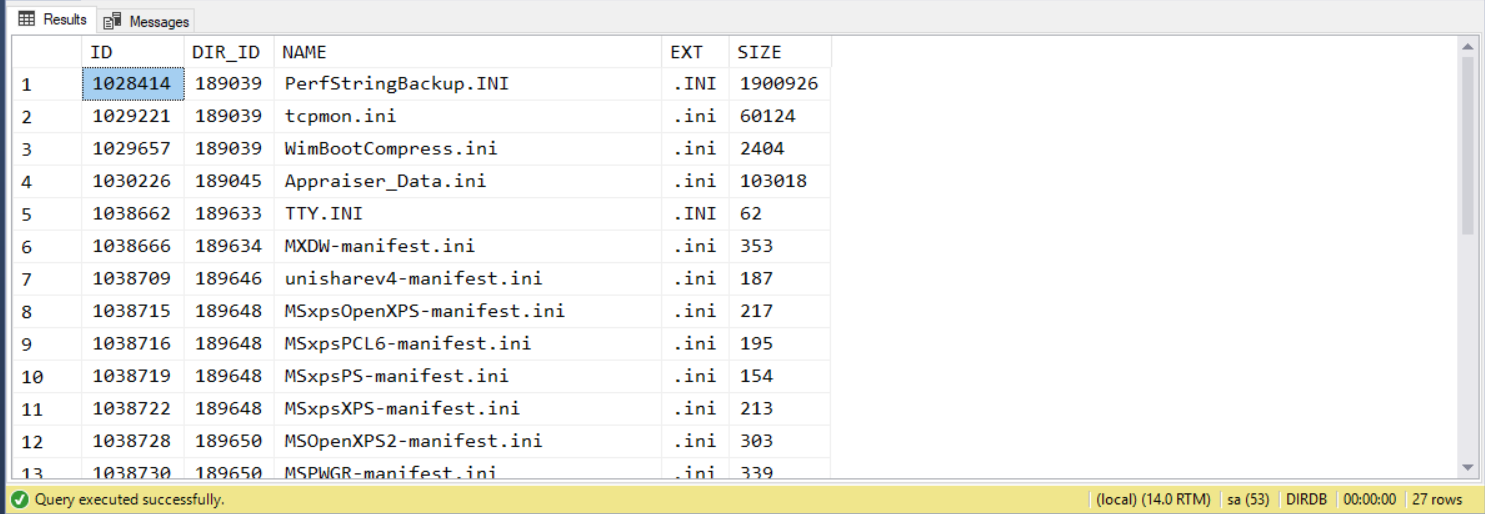 Results Messages
ID DIR_ID NAME EXT SIZE
1 1028414 189039 PerfStringBackup.INI .INI 1900926
2 1029221 189039 tcpmon.ini .ini 60124
3 1029657 189039 WimBootCompress.ini .ini 2404
4 1030226 189045 Appraiser_Data.ini .ini 103018
5 1038662 189633 TTY.INI .INI 62
6 1038666 189634 MXDW-manifest.ini .ini 353
7 1038709 189646 unisharev4-manifest.ini .ini 187
8 1038715 189648 MSxpsOpenXPS-manifest.ini .ini 217
9 1038716 189648 MSxpsPCL6-manifest.ini .ini 195
10 1038719 189648 MSxpsPS-manifest.ini .ini 154
11 1038722 189648 MSxpsXPS-manifest.ini .ini 213
12 1038728 189650 MSOpenXPS2-manifest.ini .ini 303
13 1038730 189650 MSPWGR-manifest.ini .ini 339
Query executed successfully. (local) (14.0 RTM) sa (53) DIRDB 00:00:00 27 rows